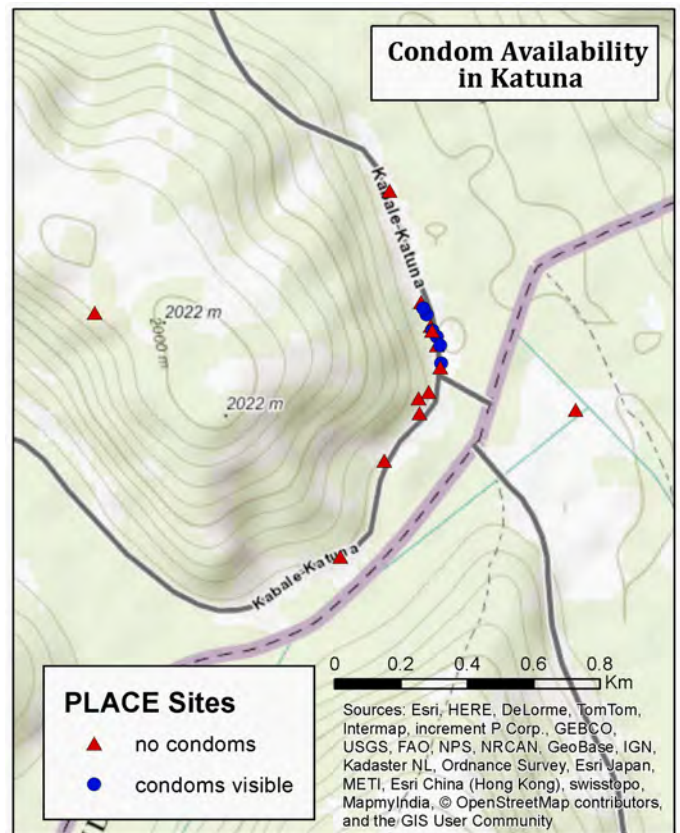 Condom Availability
in Katuna
Kabale-Katuna
2022 m
2000 m
2022 m
Kabale-Katuna
0 0.2 0.4 0.6 0.8
Km
PLACE Sites
no condoms
condoms visible
Sources: Esri, HERE, DeLorme, TomTom,
Intermap, increment P Corp., GEBCO,
USGS, FAO, NPS, NRCAN, GeoBase, IGN,
Kadaster NL, Ordnance Survey, Esri Japan,
METI, Esri China (Hong Kong), swisstopo,
MapmyIndia, © OpenStreetMap contributors,
and the GIS User Community